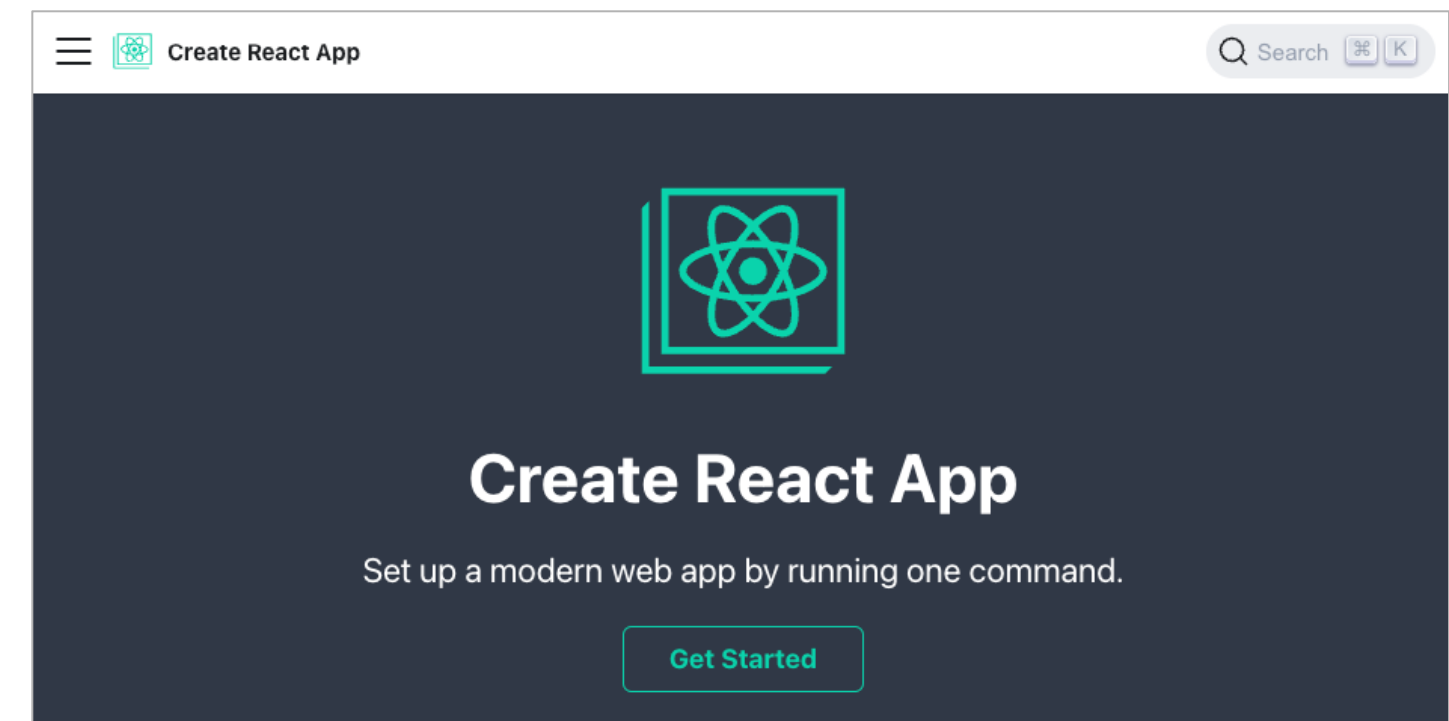 Create React App
Search ⌘ K
Create React App
Set up a modern web app by running one command.
Get Started